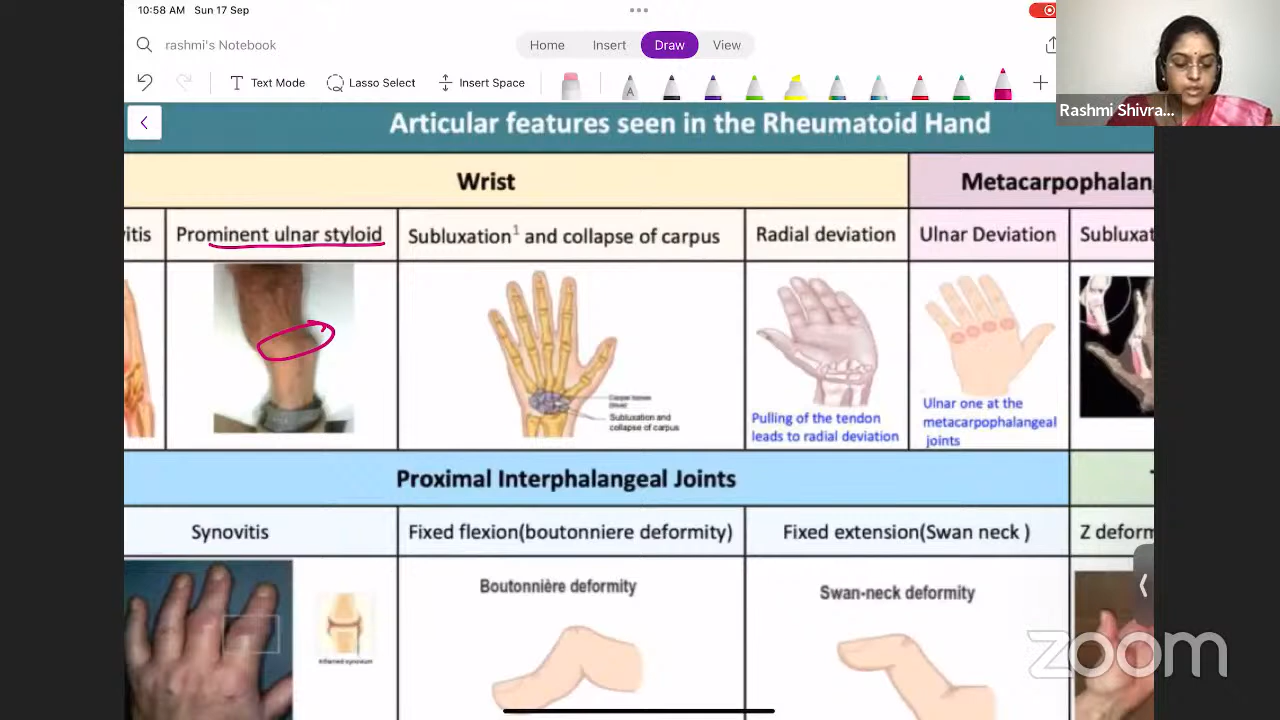 10:58 AM Sun 17 Sep
rashmi's Notebook
Home Insert Draw View
Text Mode
Lasso Select
Insert Space
A
Rashmi Shivra...
Articular features seen in the Rheumatoid Hand
Wrist
Metacarpophalan
itis
Prominent ulnar styloid
Subluxation1 and collapse of carpus
Radial deviation
Ulnar Deviation
Subluxat
Subluxation and
collapse of carpus
Pulling of the tendon
leads to radial deviation
Ulnar one at the
metacarpophalangeal
joints
Proximal Interphalangeal Joints
Synovitis
Fixed flexion(boutonniere deformity)
Fixed extension(Swan neck )
Z deform
Boutonnière deformity
Swan-neck deformity
Inflamed synovium
zoom